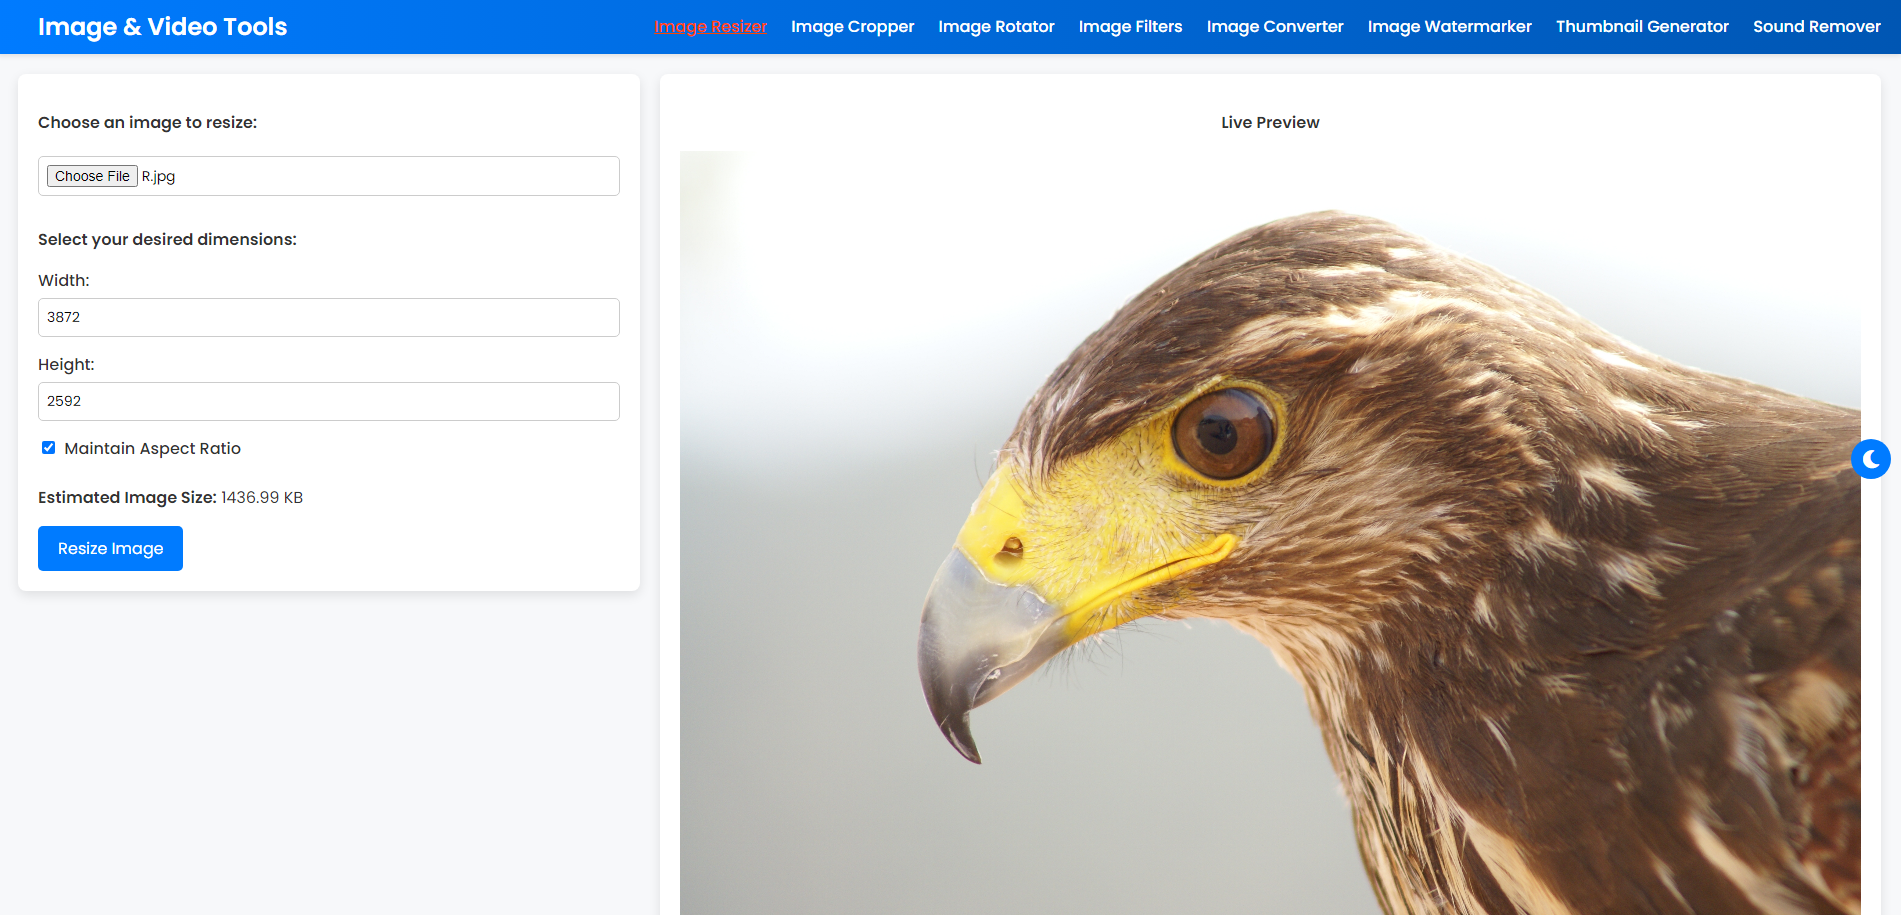 Image & Video Tools
Image Resizer Image Cropper Image Rotator Image Filters Image Converter Image Watermarker Thumbnail Generator Sound Remover
Choose an image to resize:
Choose File R.jpg
Select your desired dimensions:
Width:
3872
Height:
2592
Maintain Aspect Ratio
Estimated Image Size: 1436.99 KB
Resize Image
Live Preview